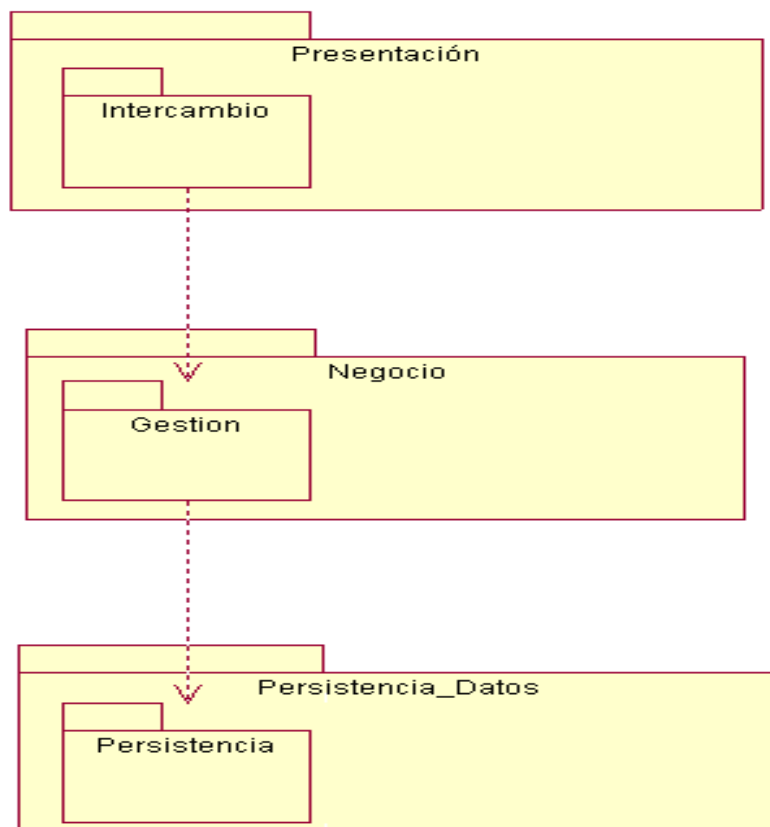 Presentación
Intercambio
Negocio
Gestion
Persistencia_Datos
Persistencia